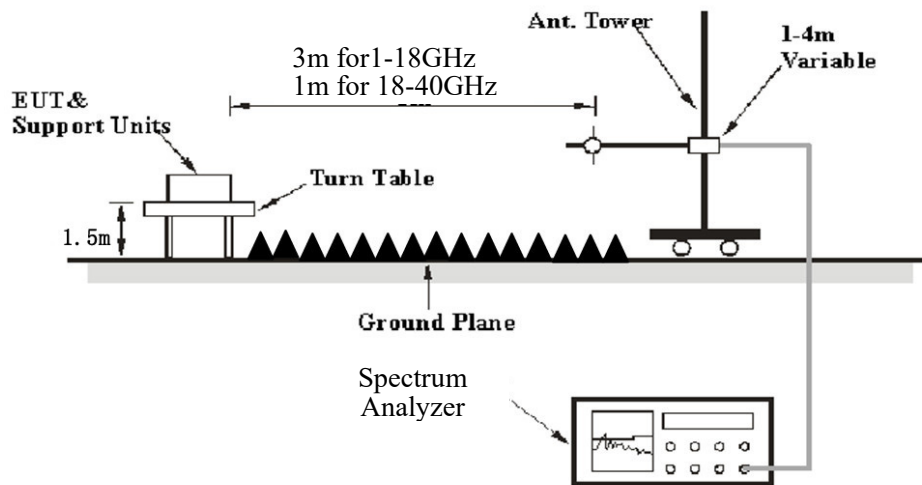 Ant. Tower
1-4m
Variable
3m for1-18GHz
1m for 18-40GHz
EUT&
Support Units
Turn Table
1.5m
Ground Plane
Spectrum
Analyzer